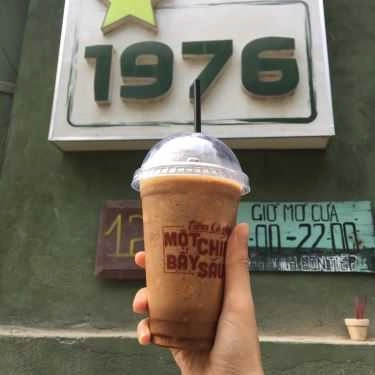 1976
GIỜ MỞ CỬA
:00-22:00
Tiệm Cà phê
MỘT CHÍN
BẢY SÁU
12